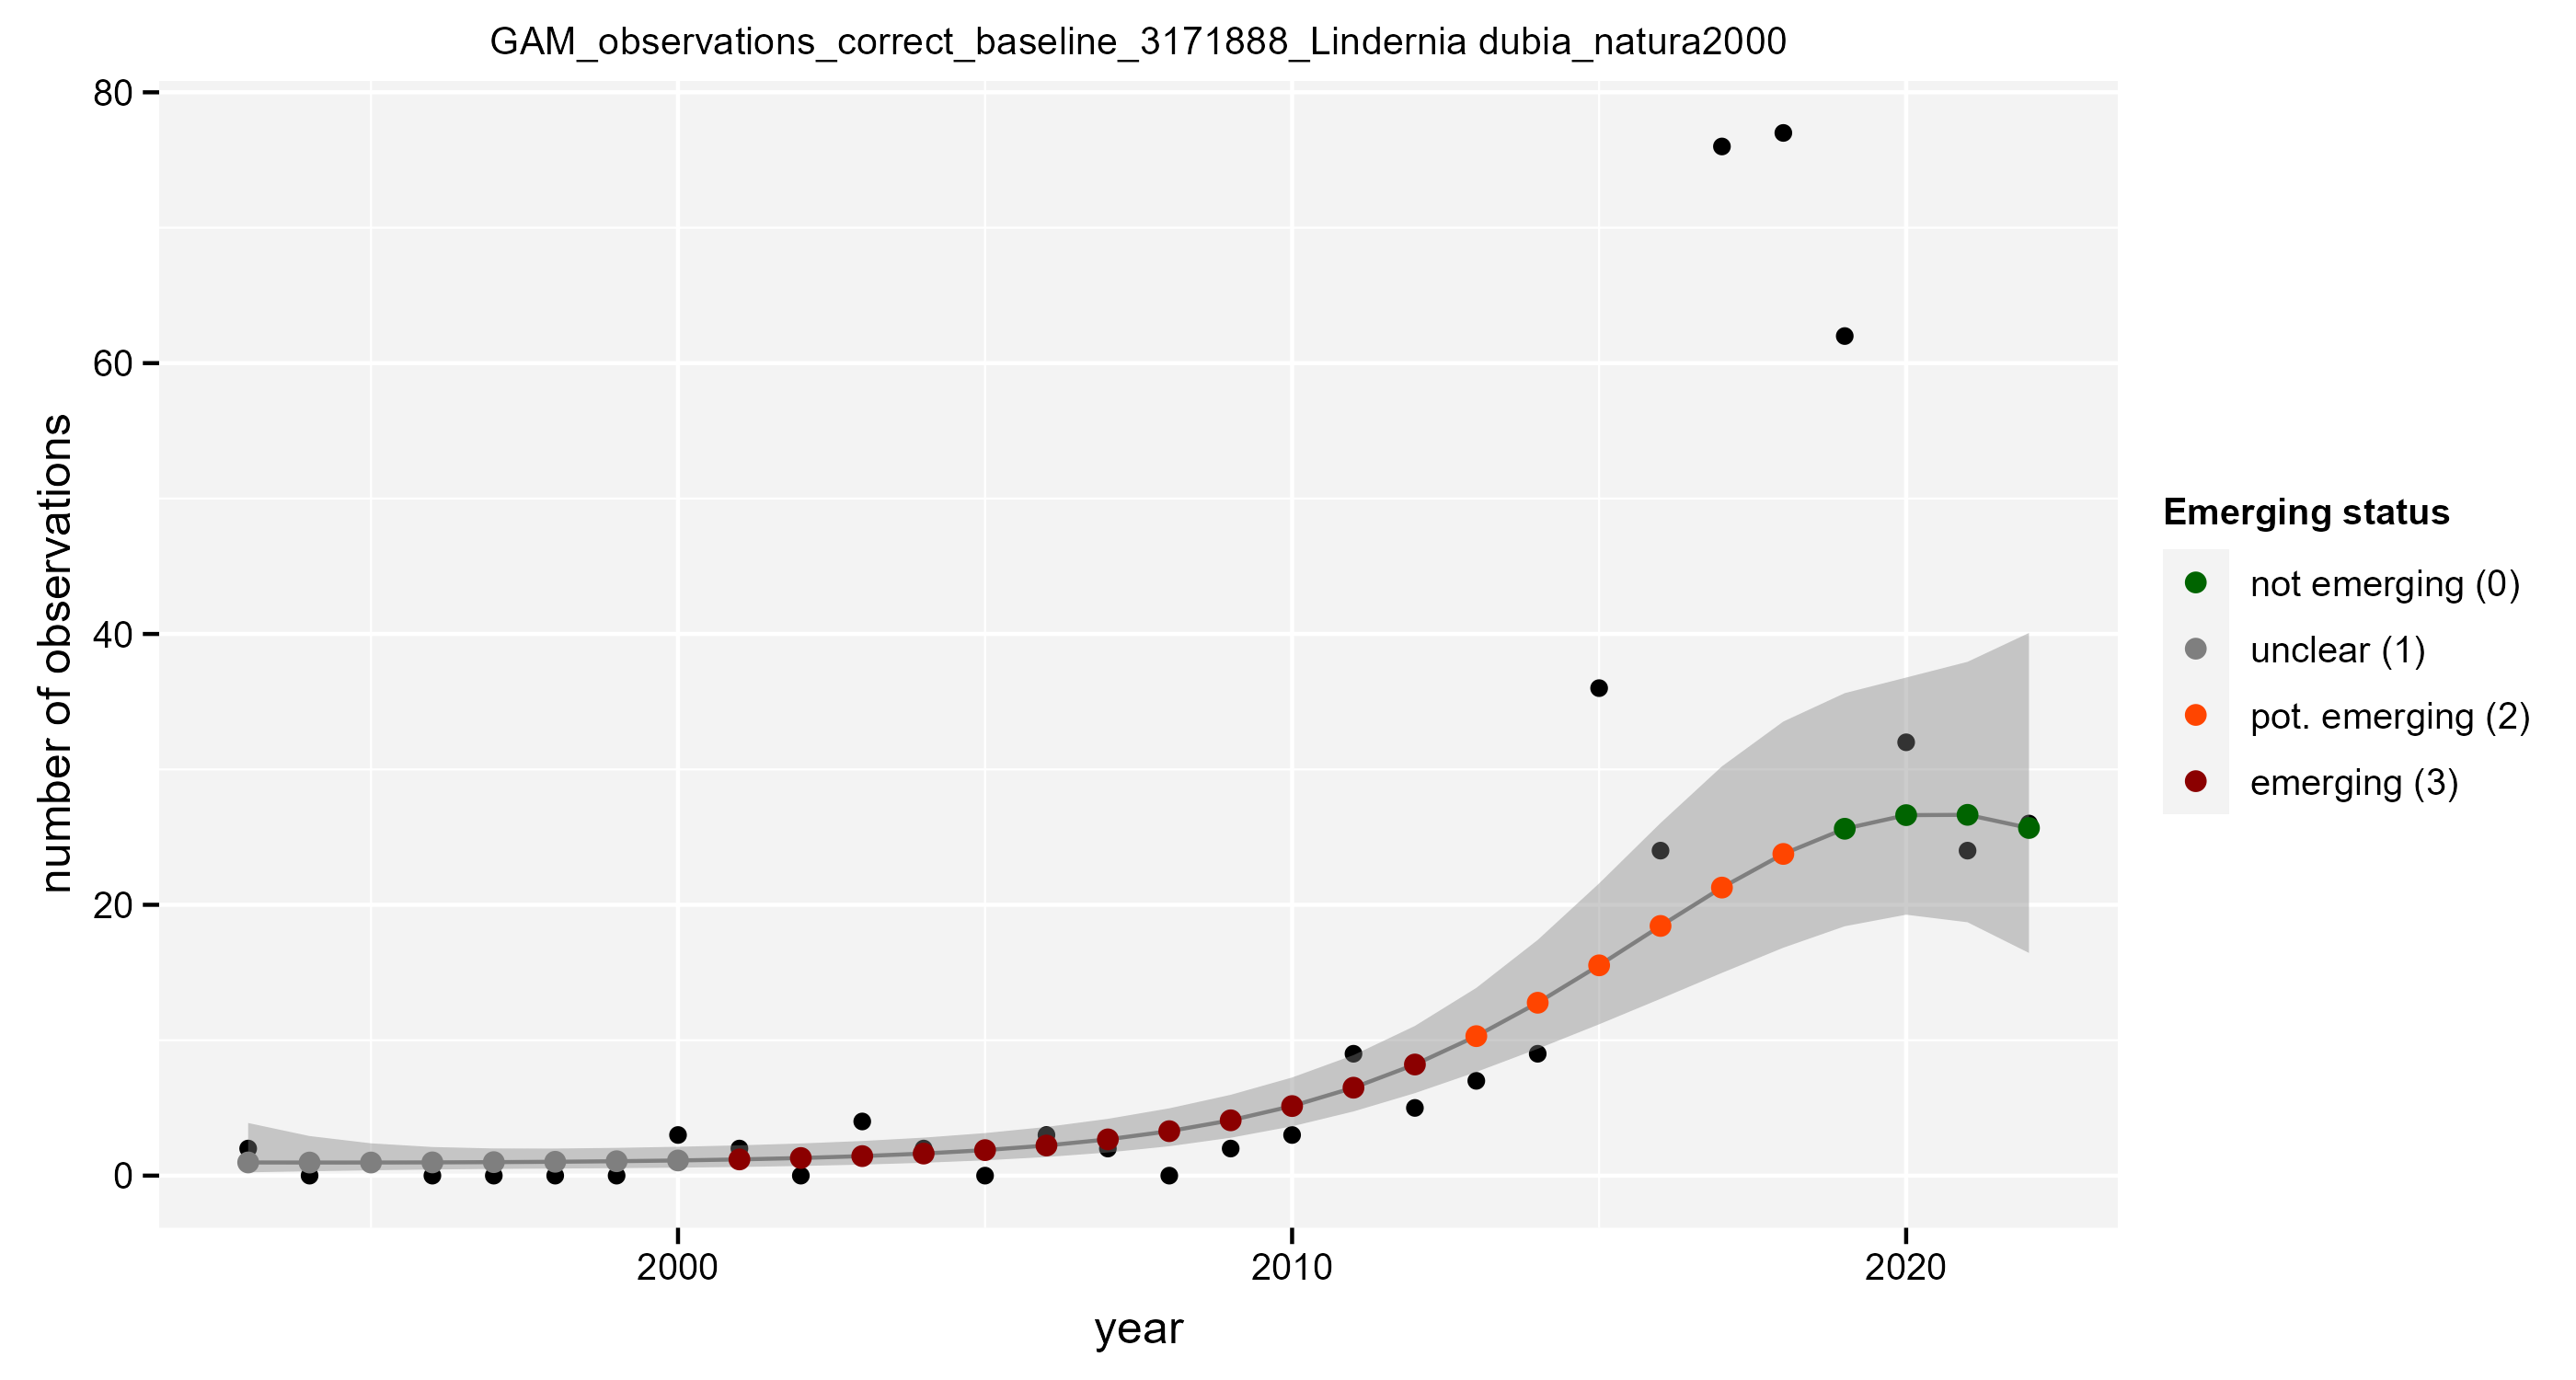 GAM_observations_correct_baseline_3171888_Lindernia dubia_natura2000
80
60
40
20
0
number of observations
2000
2010
2020
year
Emerging status
not emerging (0)
unclear (1)
pot. emerging (2)
emerging (3)